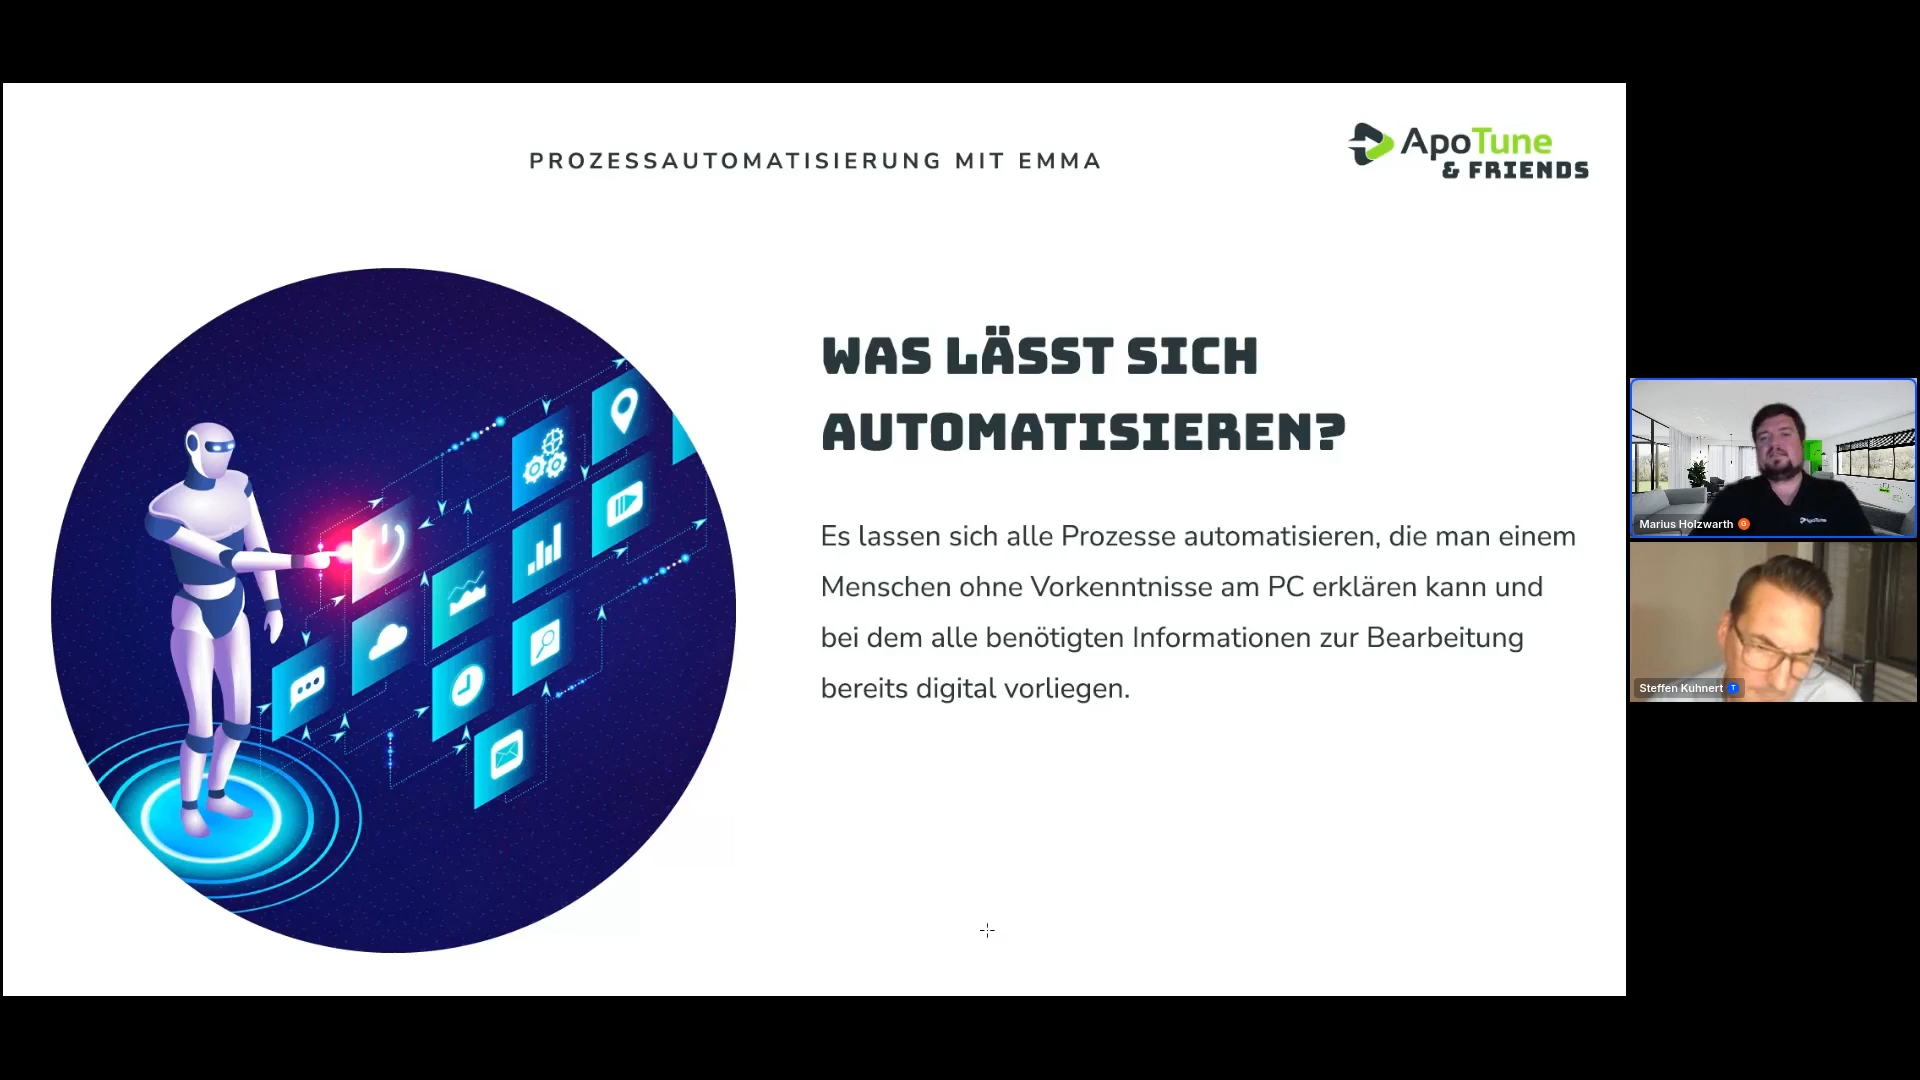 PROZESSAUTOMATISIERUNG MIT EMMA
ApoTune
& FRIENDS
WAS LÄSST SICH
AUTOMATISIEREN?
Es lassen sich alle Prozesse automatisieren, die man einem
Menschen ohne Vorkenntnisse am PC erklären kann und
bei dem alle benötigten Informationen zur Bearbeitung
bereits digital vorliegen.
ApoTune
Marius Holzwarth
Steffen Kuhnert T